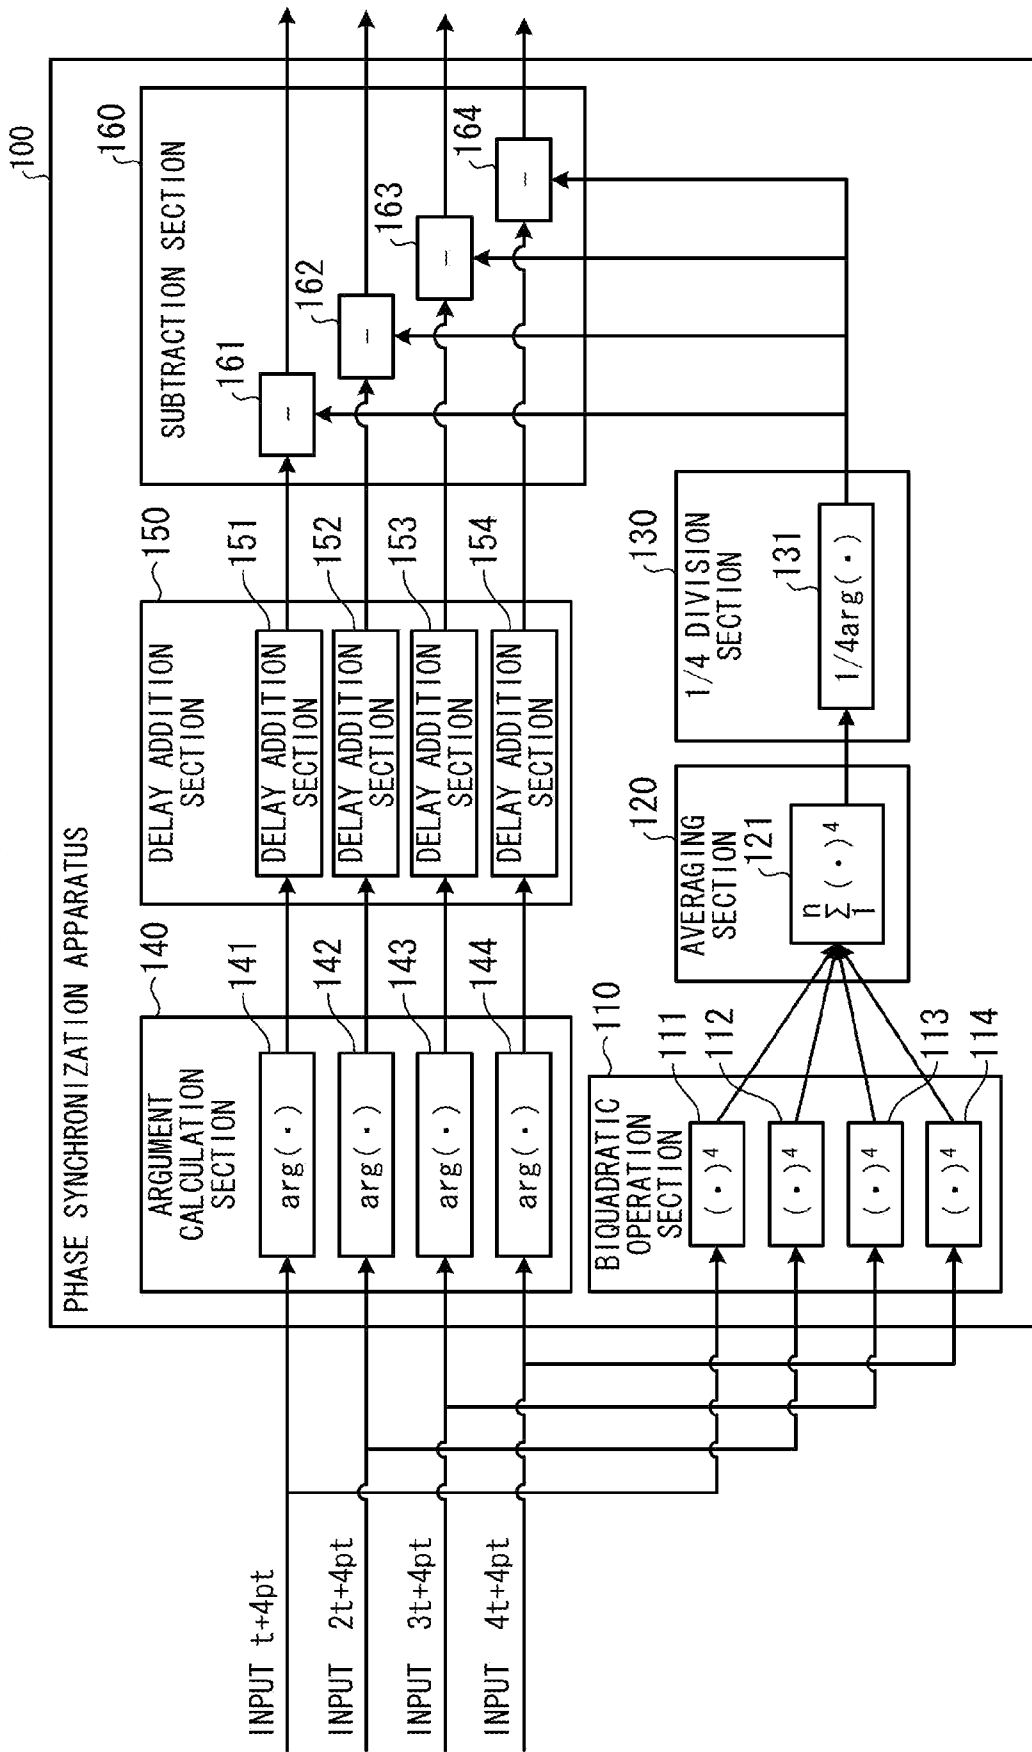 100
PHASE SYNCHRONIZATION APPARATUS
INPUT t+4pt
INPUT 2t+4pt
INPUT 3t+4pt
INPUT 4t+4pt
140
ARGUMENT
CALCULATION
SECTION
141
arg(・)
142
arg(・)
143
arg(・)
144
arg(・)
150
DELAY ADDITION
SECTION
151
DELAY ADDITION
SECTION
152
DELAY ADDITION
SECTION
153
DELAY ADDITION
SECTION
154
DELAY ADDITION
SECTION
160
SUBTRACTION SECTION
161
−
162
−
163
−
164
−
110
BIQUADRATIC
OPERATION
SECTION
111
(・)4
112
(・)4
113
(・)4
114
(・)4
120
AVERAGING
SECTION
121
n
Σ(・)4
1
130
1/4 DIVISION
SECTION
131
1/4arg(・)